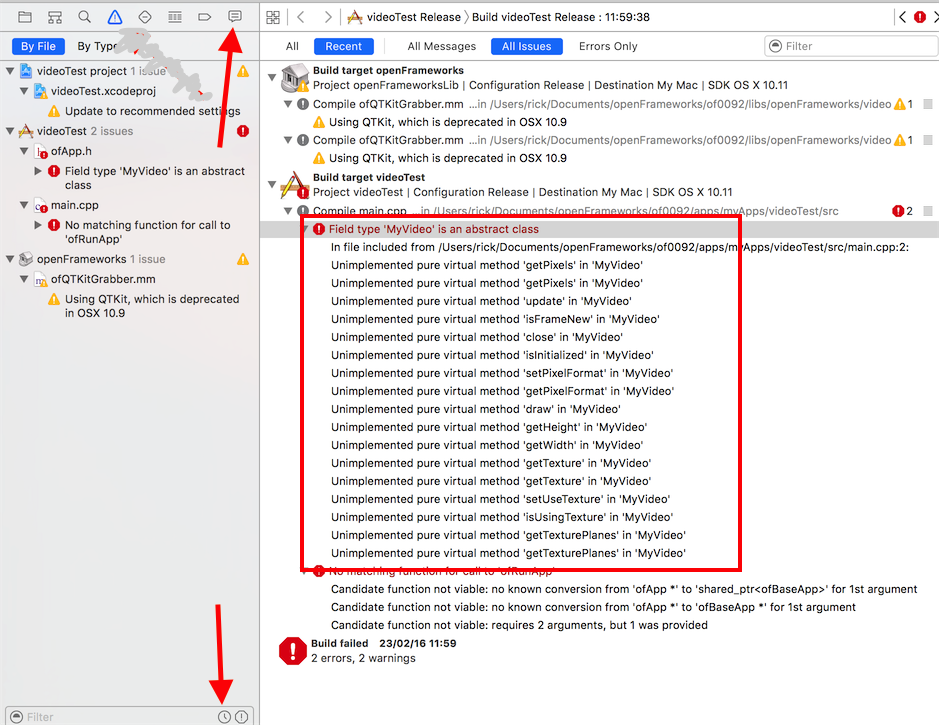 videoTest Release 〉 Build videoTest Release : 11:59:38
By File By Type
All Recent All Messages All Issues Errors Only Filter
videoTest project 1 issue
videoTest.xcodeproj
Update to recommended settings
videoTest 2 issues
ofApp.h
Field type 'MyVideo' is an abstract
class
main.cpp
No matching function for call to
'ofRunApp'
openFrameworks 1 issue
ofQTKitGrabber.mm
Using QTKit, which is deprecated
in OSX 10.9
Filter
Build target openFrameworks
Project openFrameworksLib | Configuration Release | Destination My Mac | SDK OS X 10.11
Compile ofQTKitGrabber.mm ...in /Users/rick/Documents/openFrameworks/of0092/libs/openFrameworks/video 1
Using QTKit, which is deprecated in OSX 10.9
Compile ofQTKitGrabber.mm ...in /Users/rick/Documents/openFrameworks/of0092/libs/openFrameworks/video 1
Using QTKit, which is deprecated in OSX 10.9
Build target videoTest
Project videoTest | Configuration Release | Destination My Mac | SDK OS X 10.11
Compile main.cpp ...in /Users/rick/Documents/openFrameworks/of0092/apps/myApps/videoTest/src 2
Field type 'MyVideo' is an abstract class
In file included from /Users/rick/Documents/openFrameworks/of0092/apps/myApps/videoTest/src/main.cpp:2:
Unimplemented pure virtual method 'getPixels' in 'MyVideo'
Unimplemented pure virtual method 'getPixels' in 'MyVideo'
Unimplemented pure virtual method 'update' in 'MyVideo'
Unimplemented pure virtual method 'isFrameNew' in 'MyVideo'
Unimplemented pure virtual method 'close' in 'MyVideo'
Unimplemented pure virtual method 'isInitialized' in 'MyVideo'
Unimplemented pure virtual method 'setPixelFormat' in 'MyVideo'
Unimplemented pure virtual method 'getPixelFormat' in 'MyVideo'
Unimplemented pure virtual method 'draw' in 'MyVideo'
Unimplemented pure virtual method 'getHeight' in 'MyVideo'
Unimplemented pure virtual method 'getWidth' in 'MyVideo'
Unimplemented pure virtual method 'getTexture' in 'MyVideo'
Unimplemented pure virtual method 'getTexture' in 'MyVideo'
Unimplemented pure virtual method 'setUseTexture' in 'MyVideo'
Unimplemented pure virtual method 'isUsingTexture' in 'MyVideo'
Unimplemented pure virtual method 'getTexturePlanes' in 'MyVideo'
Unimplemented pure virtual method 'getTexturePlanes' in 'MyVideo'
No matching function for call to 'ofRunApp'
Candidate function not viable: no known conversion from 'ofApp *' to 'shared_ptr<ofBaseApp>' for 1st argument
Candidate function not viable: no known conversion from 'ofApp *' to 'ofBaseApp *' for 1st argument
Candidate function not viable: requires 2 arguments, but 1 was provided
Build failed 23/02/16 11:59
2 errors, 2 warnings